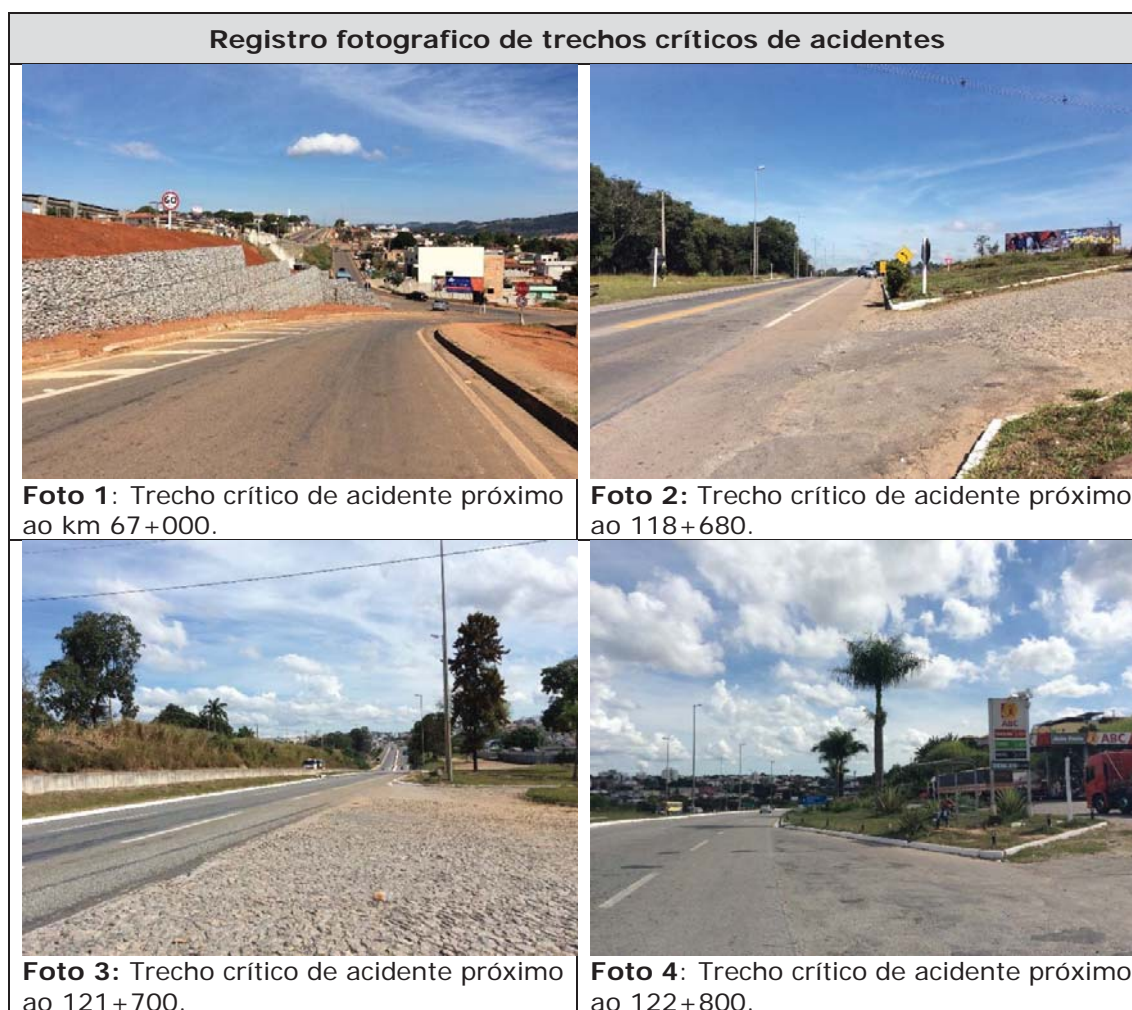 Registro fotografico de trechos críticos de acidentes
60
Foto 1: Trecho crítico de acidente próximo
ao km 67+000.
Foto 2: Trecho crítico de acidente próximo
ao 118+680.
Foto 3: Trecho crítico de acidente próximo
ao 121+700.
ABC
ABC
Foto 4: Trecho crítico de acidente próximo
ao 122+800.